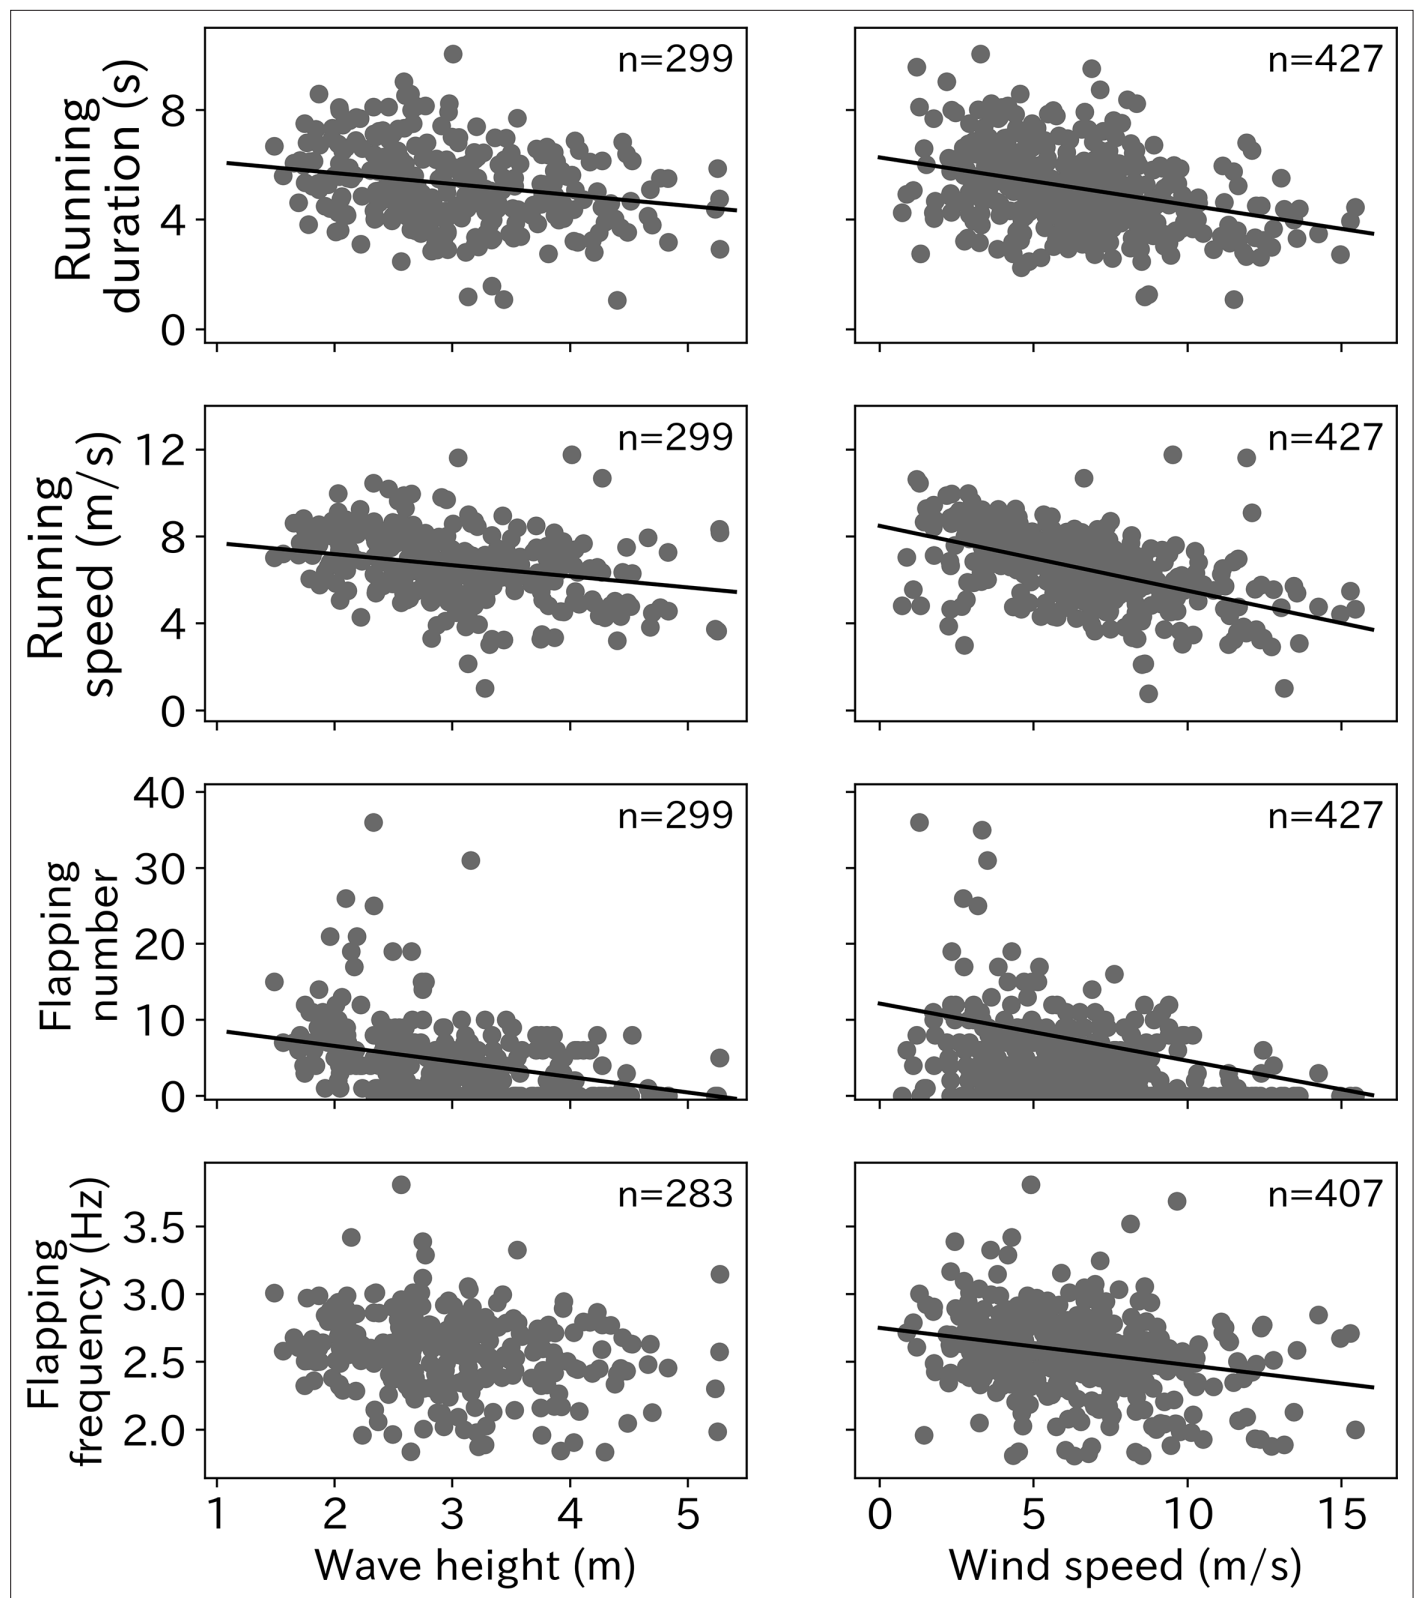 Running
duration (s)
8
4
0
n=299
n=427
Running
speed (m/s)
12
8
4
0
n=299
n=427
Flapping
number
40
30
20
10
0
n=299
n=427
Flapping
frequency (Hz)
3.5
3.0
2.5
2.0
n=283
n=407
1 2 3 4 5
0 5 10 15
Wave height (m)
Wind speed (m/s)